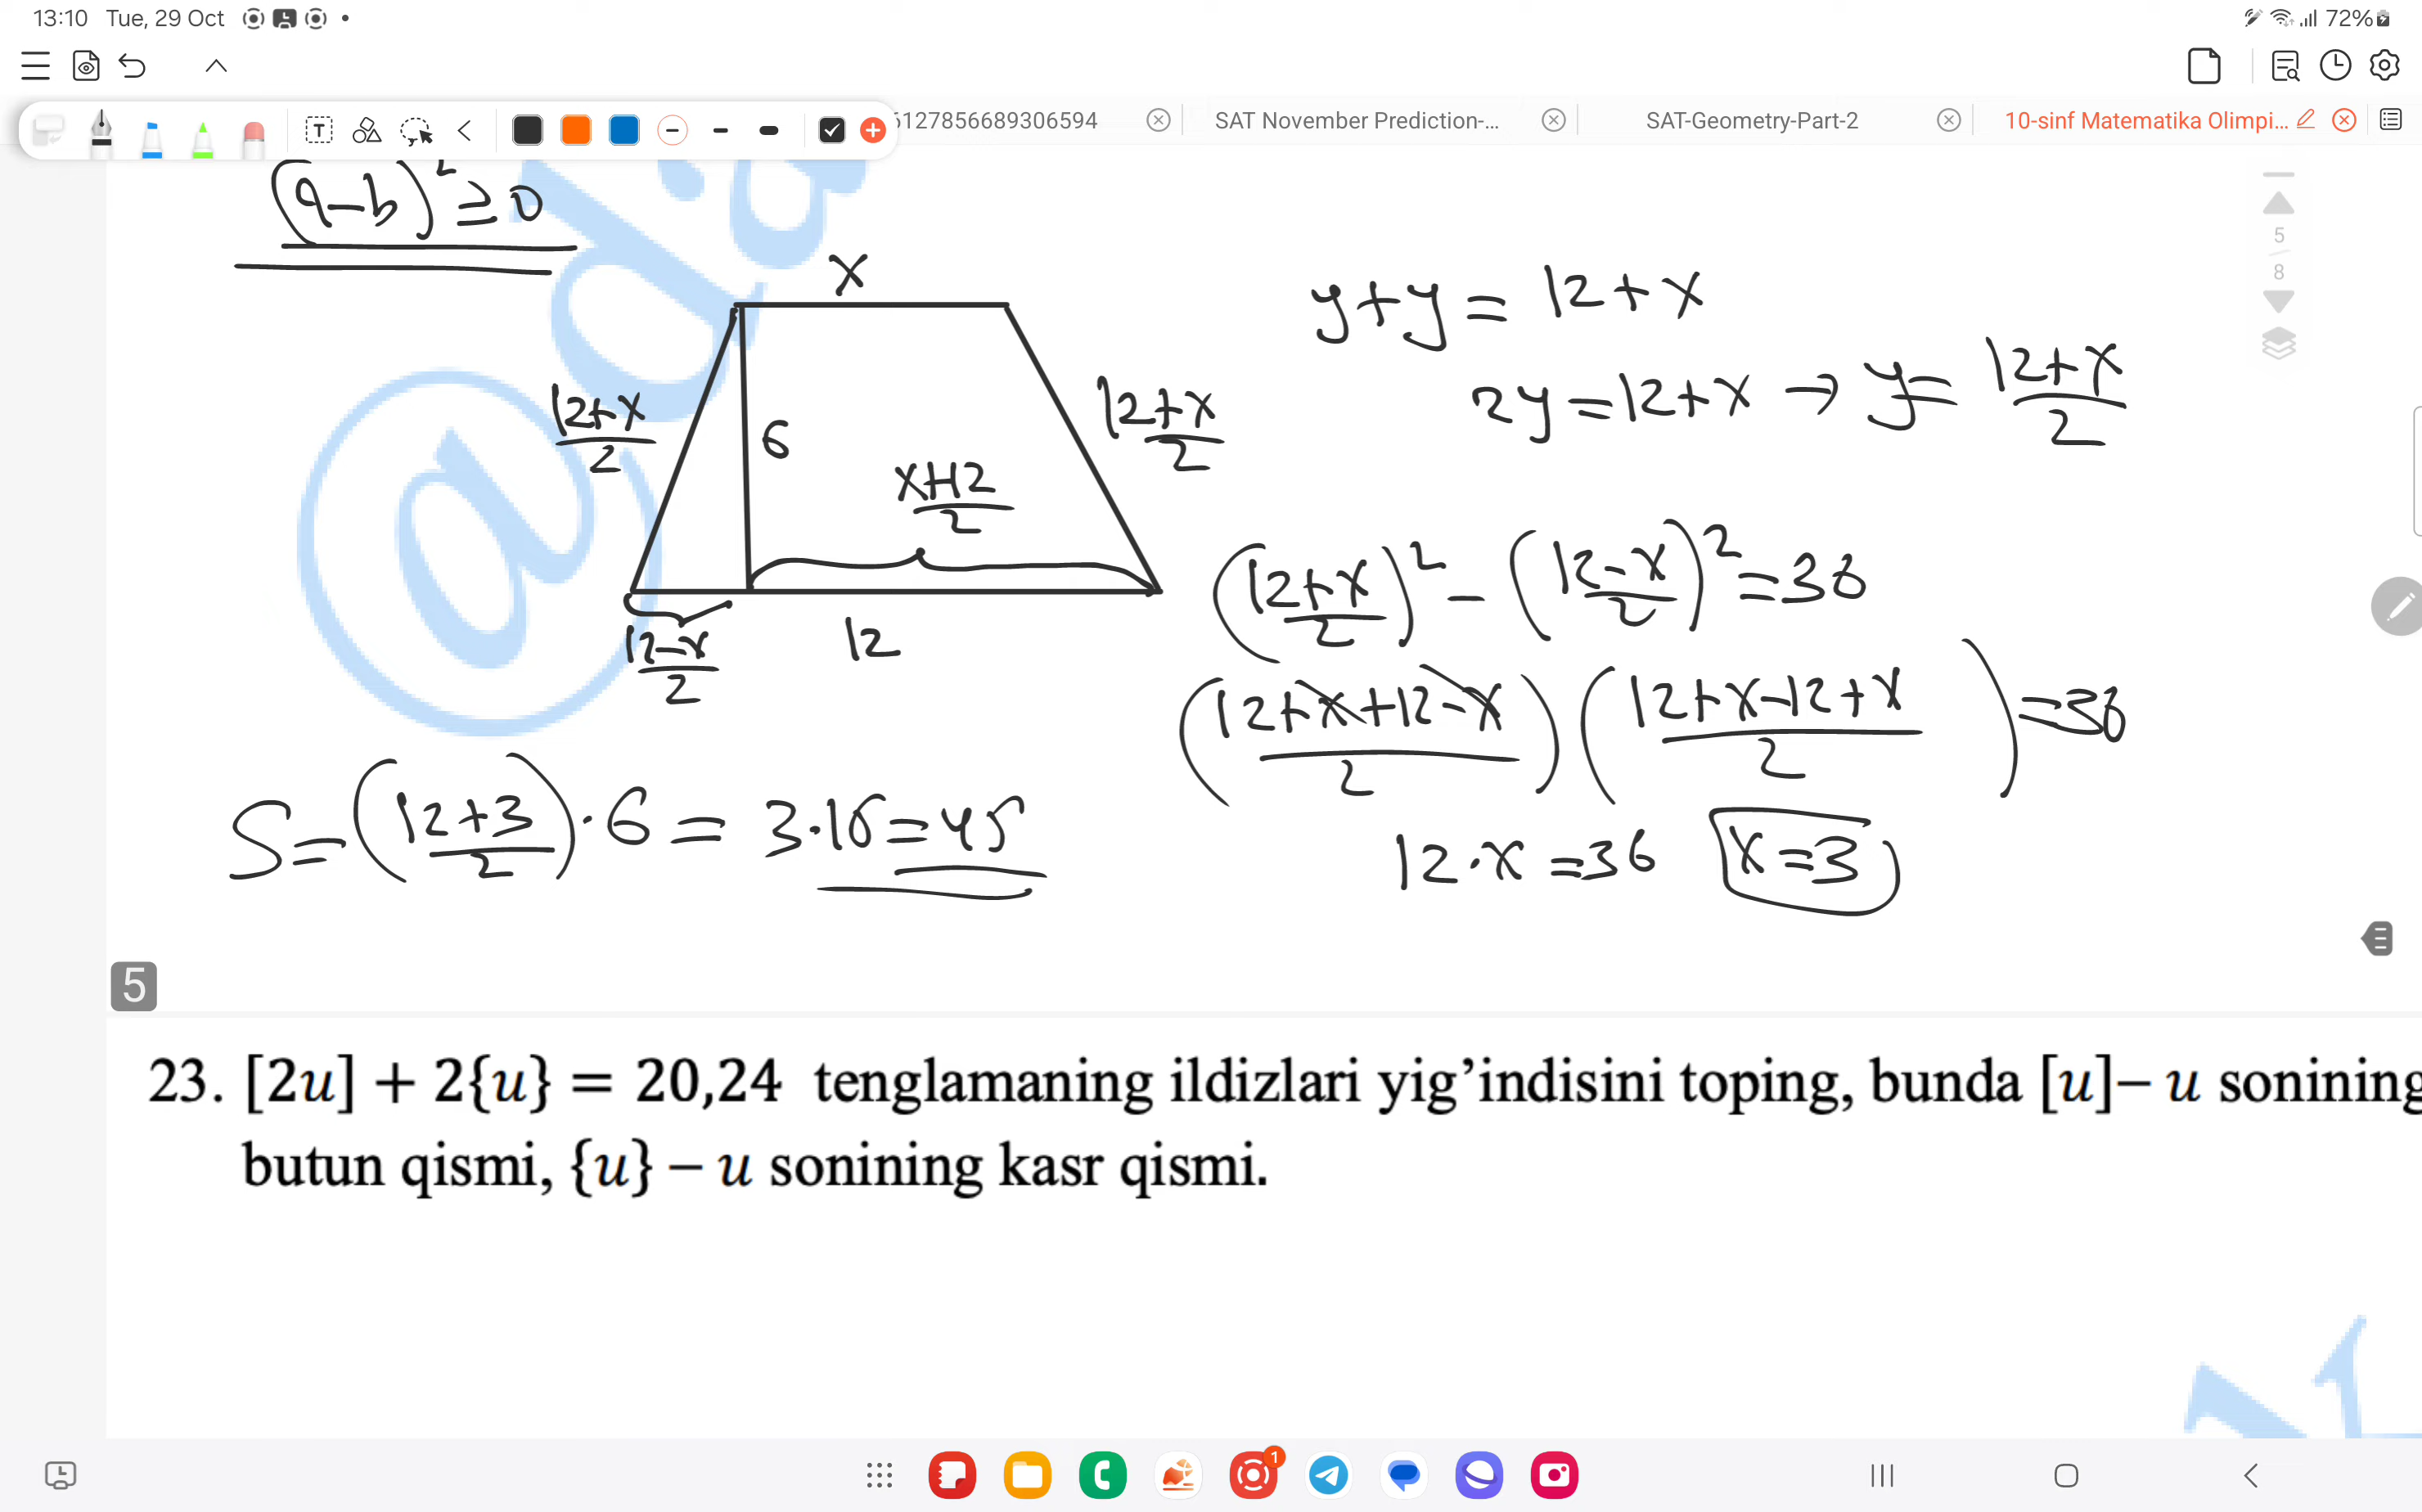 13:10 Tue, 29 Oct
72%
6127856689306594
SAT November Prediction-...
SAT-Geometry-Part-2
10-sinf Matematika Olimpi...
T
(a-b)² ≥ 0
x
y+y = 12+x
2y = 12+x → y = (12+x)/2
(12+x)/2
6
(12+x)/2
(x+12)/2
(12-x)/2
12
((12+x)/2)² - ((12-x)/2)² = 36
((12+x+12-x)/2) ((12+x-12+x)/2) = 36
S = ((12+3)/2)·6 = 3·15 = 45
12·x = 36 x=3
5
8
5
23. [2u] + 2{u} = 20,24 tenglamaning ildizlari yig’indisini toping, bunda [u]– u sonining
butun qismi, {u} – u sonining kasr qismi.
1